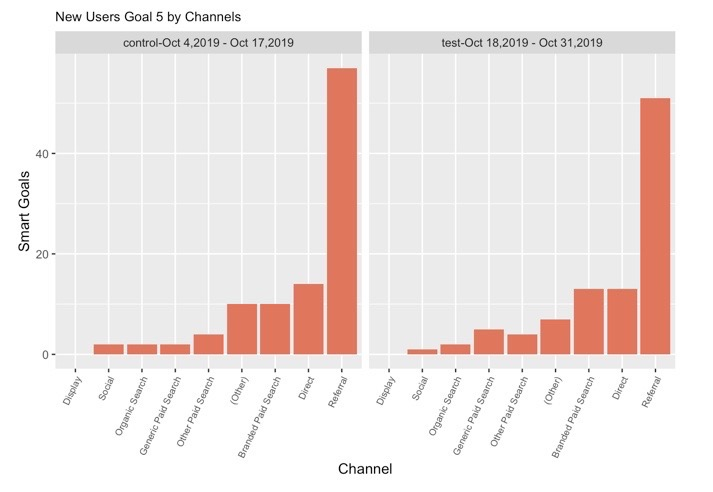 New Users Goal 5 by Channels
control-Oct 4,2019 - Oct 17,2019
test-Oct 18,2019 - Oct 31,2019
Smart Goals
40
20
0
Display
Social
Organic Search
Generic Paid Search
Other Paid Search
(Other)
Branded Paid Search
Direct
Referral
Display
Social
Organic Search
Generic Paid Search
Other Paid Search
(Other)
Branded Paid Search
Direct
Referral
Channel